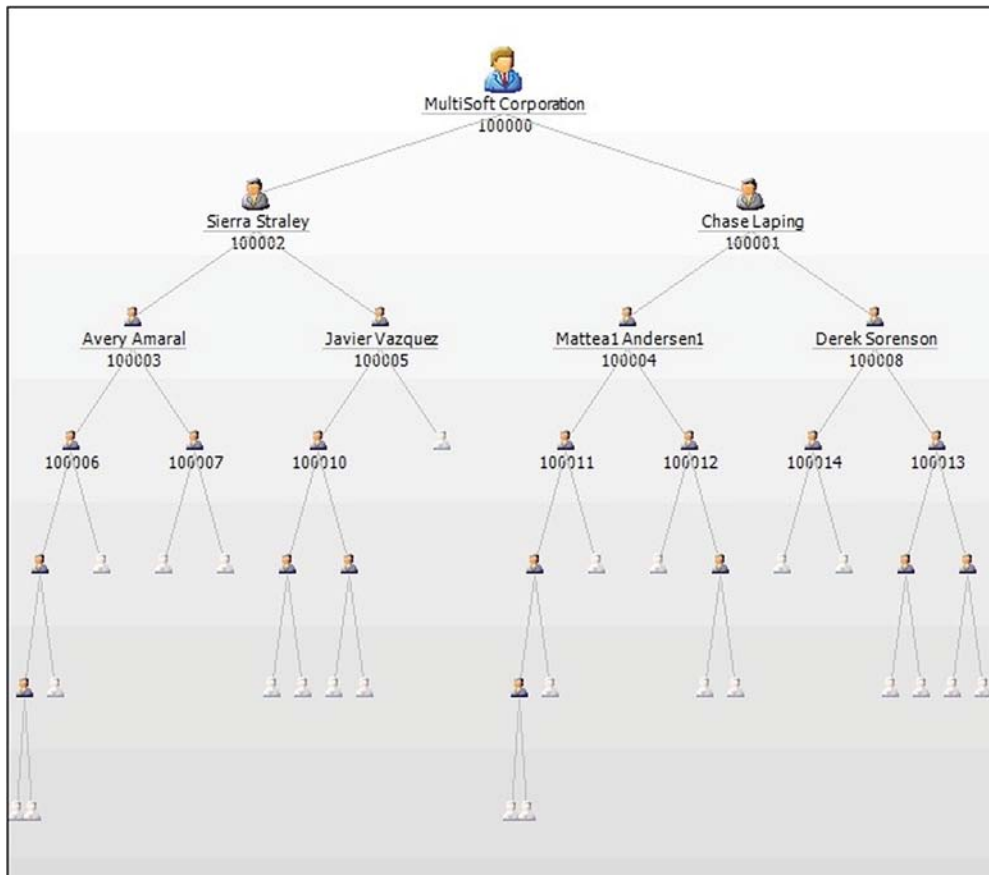 MultiSoft Corporation
100000
Sierra Straley
100002
Chase Laping
100001
Avery Amaral
100003
Javier Vazquez
100005
Mattea1 Andersen1
100004
Derek Sorenson
100008
100006
100007
100010
100011
100012
100014
100013